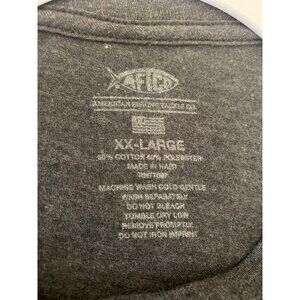 AFTCO
AMERICAN FISHING TACKLE CO.
XX-LARGE
60% COTTON 40% POLYESTER
MADE IN HAITI
MACHINE WASH COLD GENTLE
WASH SEPARATELY
DO NOT BLEACH
TUMBLE DRY LOW
REMOVE PROMPTLY
DO NOT IRON IMPRINT